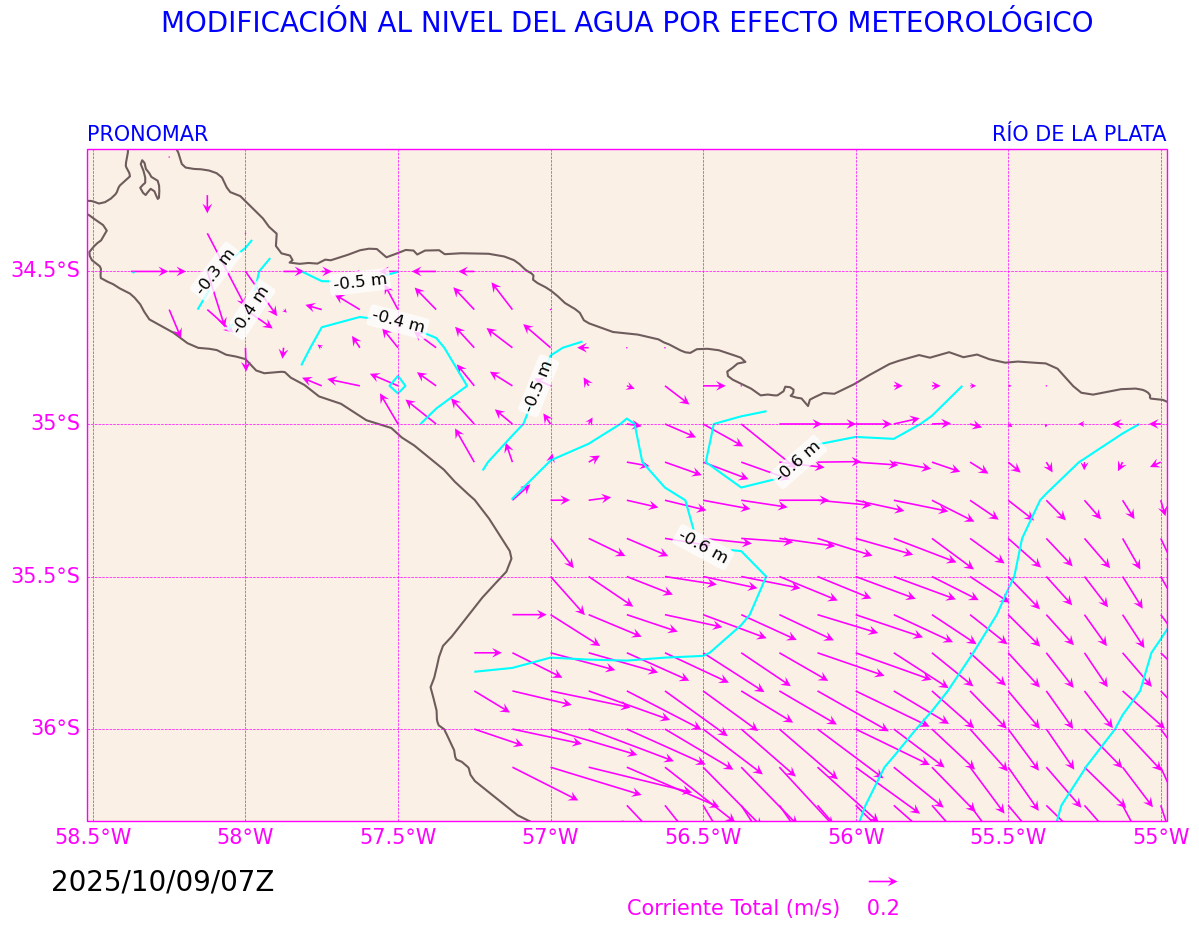 MODIFICACIÓN AL NIVEL DEL AGUA POR EFECTO METEOROLÓGICO
PRONOMAR
RÍO DE LA PLATA
-0.3 m
-0.4 m
-0.5 m
-0.4 m
-0.5 m
-0.6 m
-0.6 m
34.5°S
35°S
35.5°S
36°S
58.5°W
58°W
57.5°W
57°W
56.5°W
56°W
55.5°W
55°W
2025/10/09/07Z
Corriente Total (m/s)
0.2